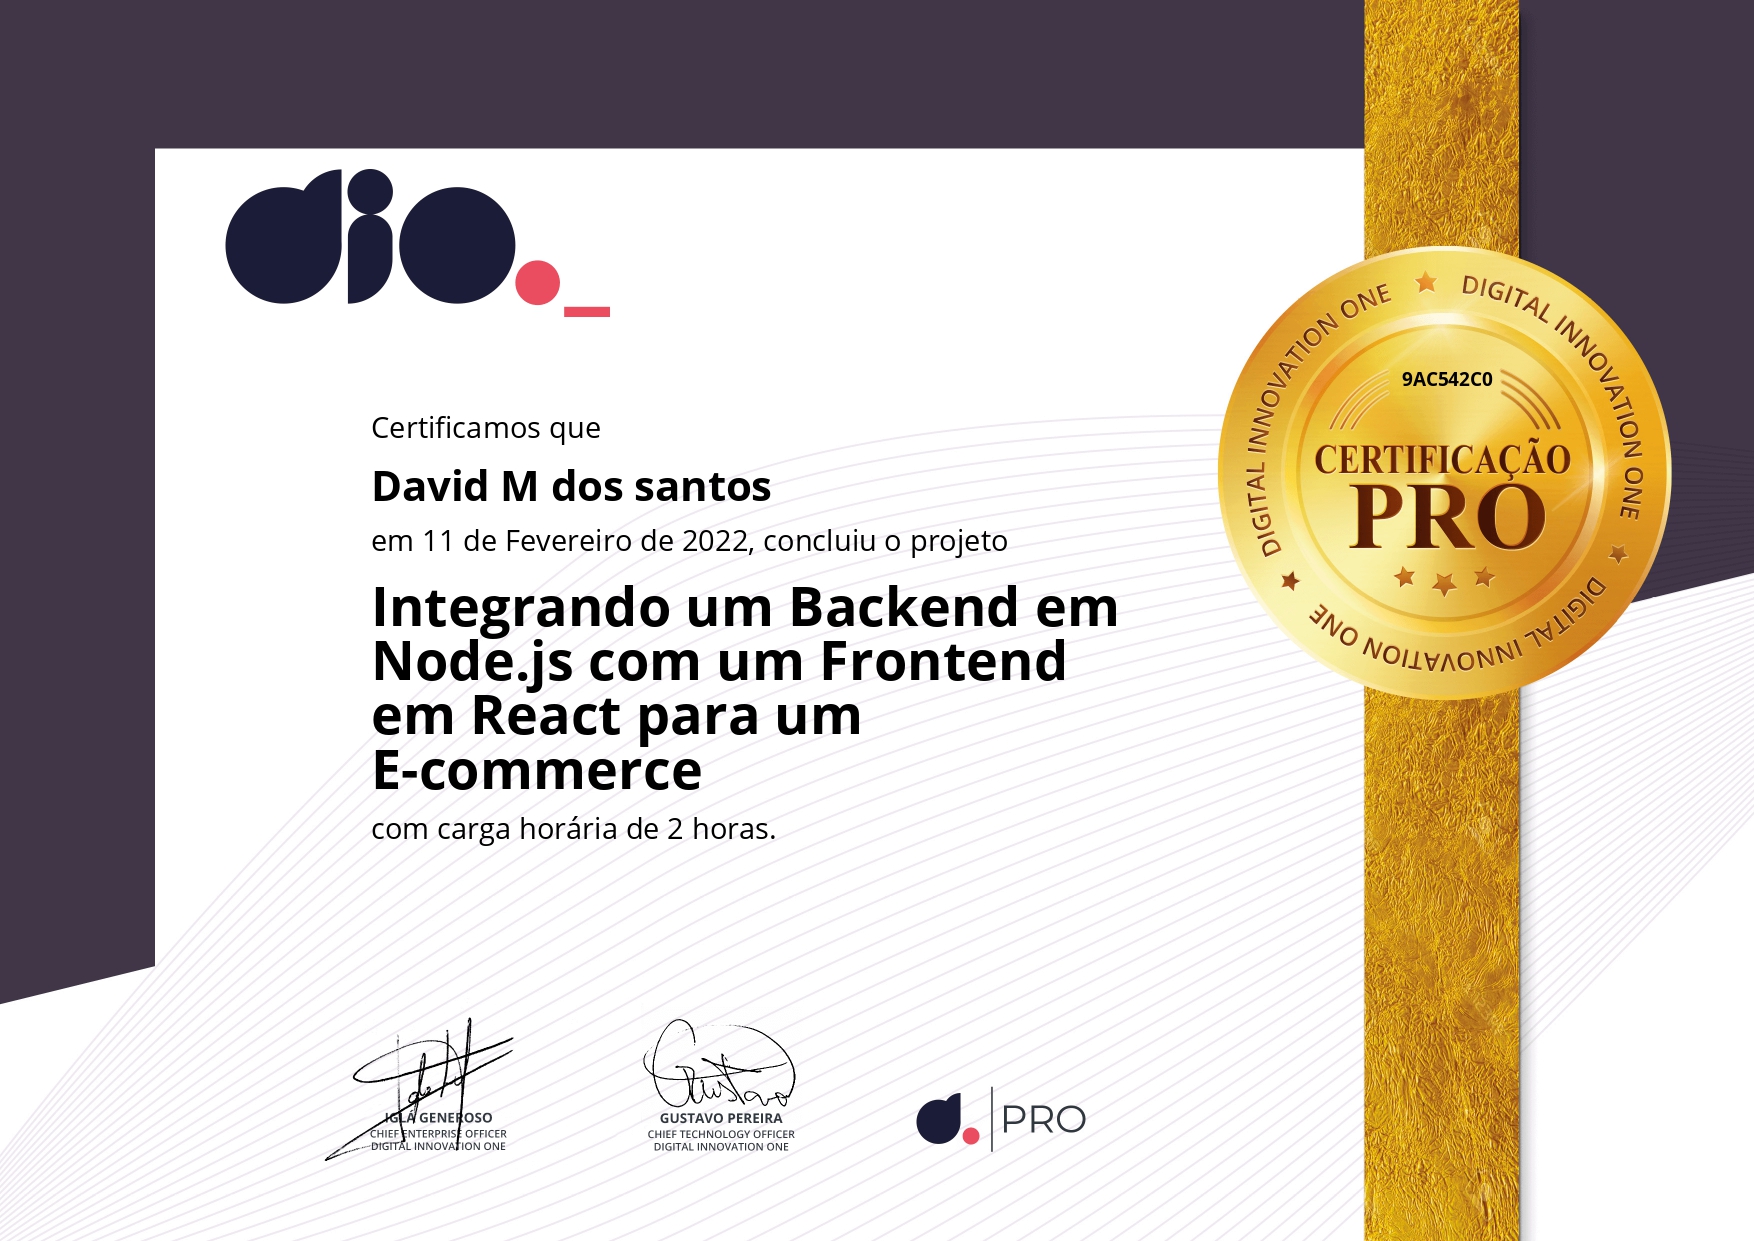 dio._
Certificamos que
David M dos santos
em 11 de Fevereiro de 2022, concluiu o projeto
Integrando um Backend em
Node.js com um Frontend
em React para um
E-commerce
com carga horária de 2 horas.
DIGITAL INNOVATION ONE
DIGITAL INNOVATION ONE
DIGITAL INNOVATION ONE
9AC542C0
CERTIFICAÇÃO
PRO
IGLÁ GENEROSO
CHIEF ENTERPRISE OFFICER
DIGITAL INNOVATION ONE
Gustavo
GUSTAVO PEREIRA
CHIEF TECHNOLOGY OFFICER
DIGITAL INNOVATION ONE
d. | PRO